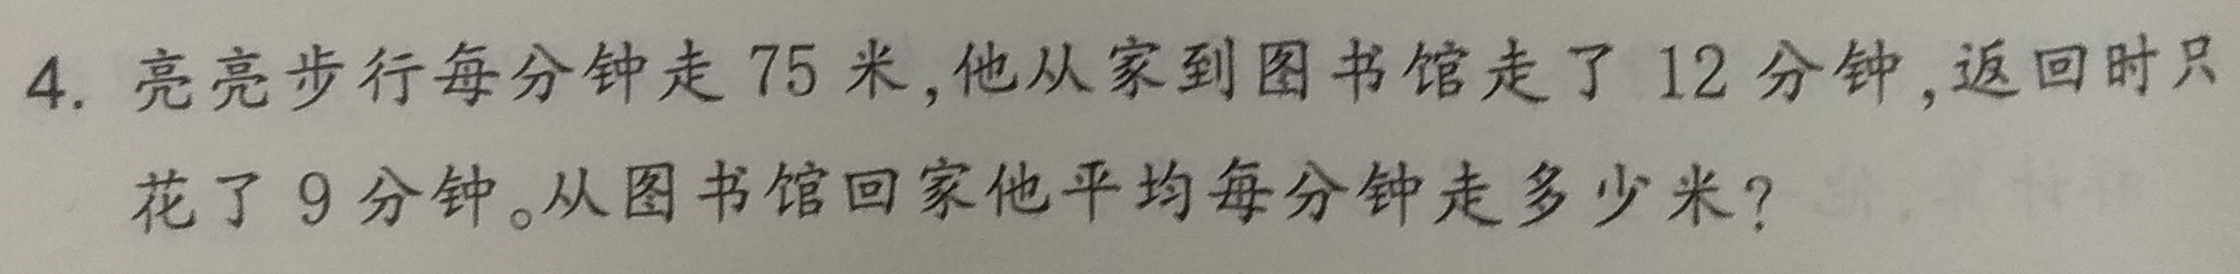 4. 亮亮步行每分钟走 75 米,他从家到图书馆走了 12 分钟,返回时只
花了 9 分钟。从图书馆回家他平均每分钟走多少米?